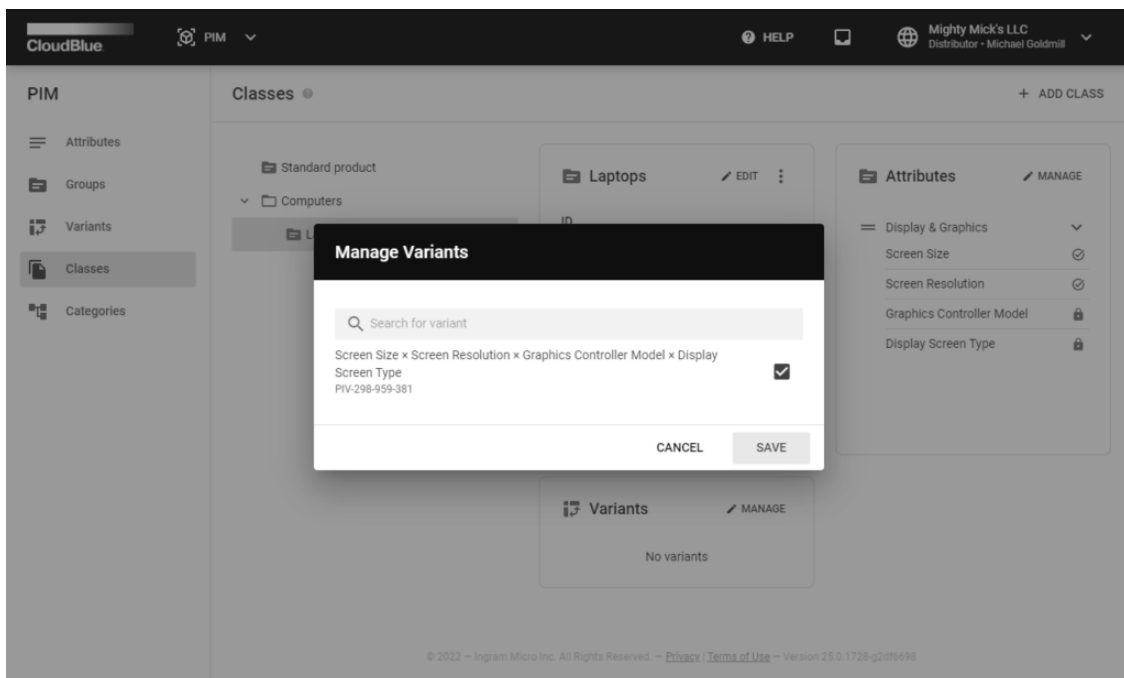 CloudBlue
PIM
HELP
Mighty Mick's LLC
Distributor • Michael Goldmill
PIM
Classes
+ ADD CLASS
Attributes
Groups
Variants
Classes
Categories
Standard product
Computers
L
Laptops
EDIT
ID
Attributes
MANAGE
Display & Graphics
Screen Size
Screen Resolution
Graphics Controller Model
Display Screen Type
Manage Variants
Search for variant
Screen Size × Screen Resolution × Graphics Controller Model × Display
Screen Type
PIV-298-959-381
CANCEL
SAVE
Variants
MANAGE
No variants
© 2022 – Ingram Micro Inc. All Rights Reserved. – Privacy | Terms of Use – Version 25.0.1728-g2df6698